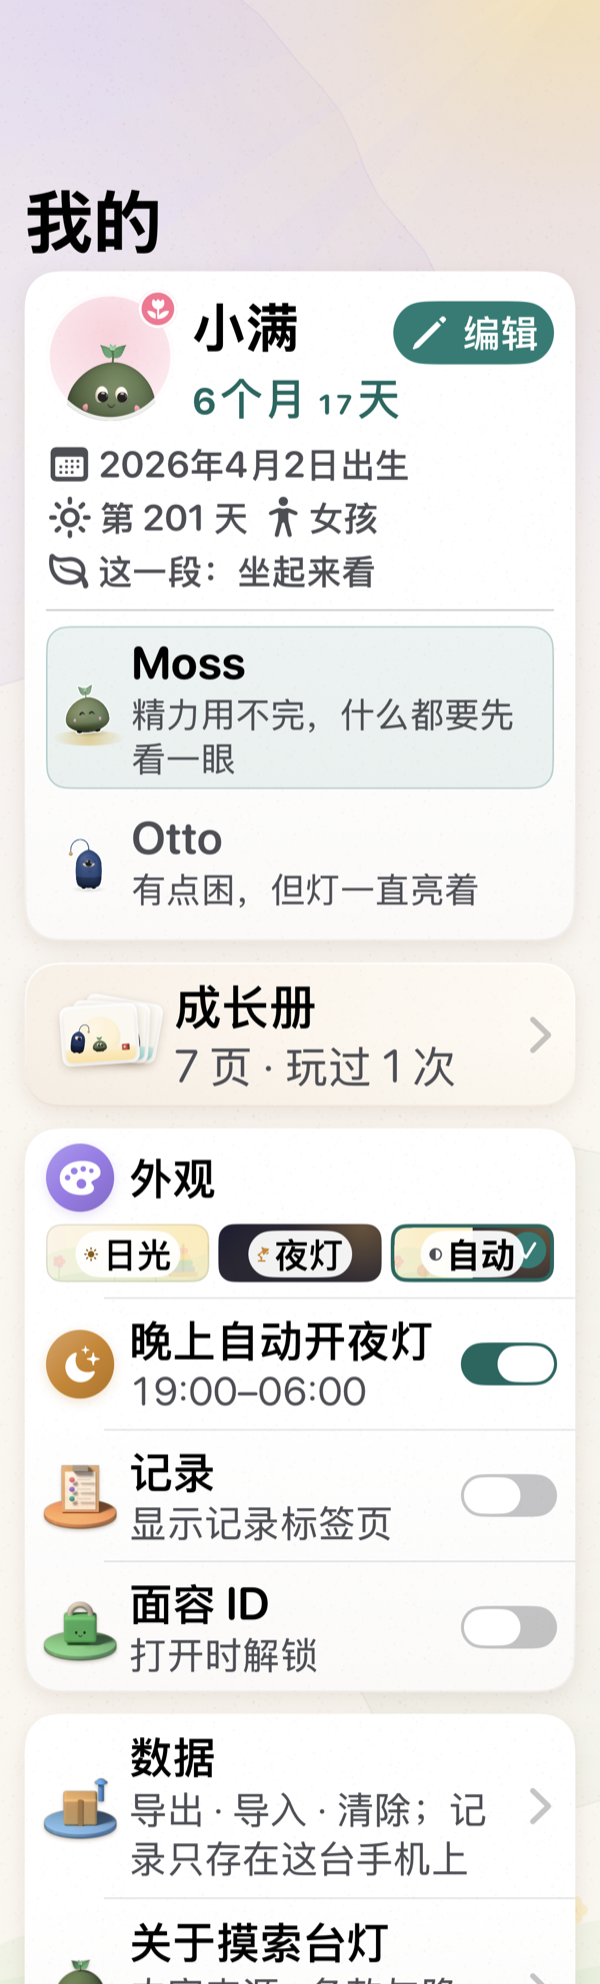 我的
小满
编辑
6个月 17天
2026年4月2日出生
第 201 天 女孩
这一段：坐起来看
Moss
精力用不完，什么都要先
看一眼
Otto
有点困，但灯一直亮着
成长册
7 页 · 玩过 1 次
外观
日光 夜灯 自动
晚上自动开夜灯
19:00–06:00
记录
显示记录标签页
面容 ID
打开时解锁
数据
导出 · 导入 · 清除；记
录只存在这台手机上
关于摸索台灯